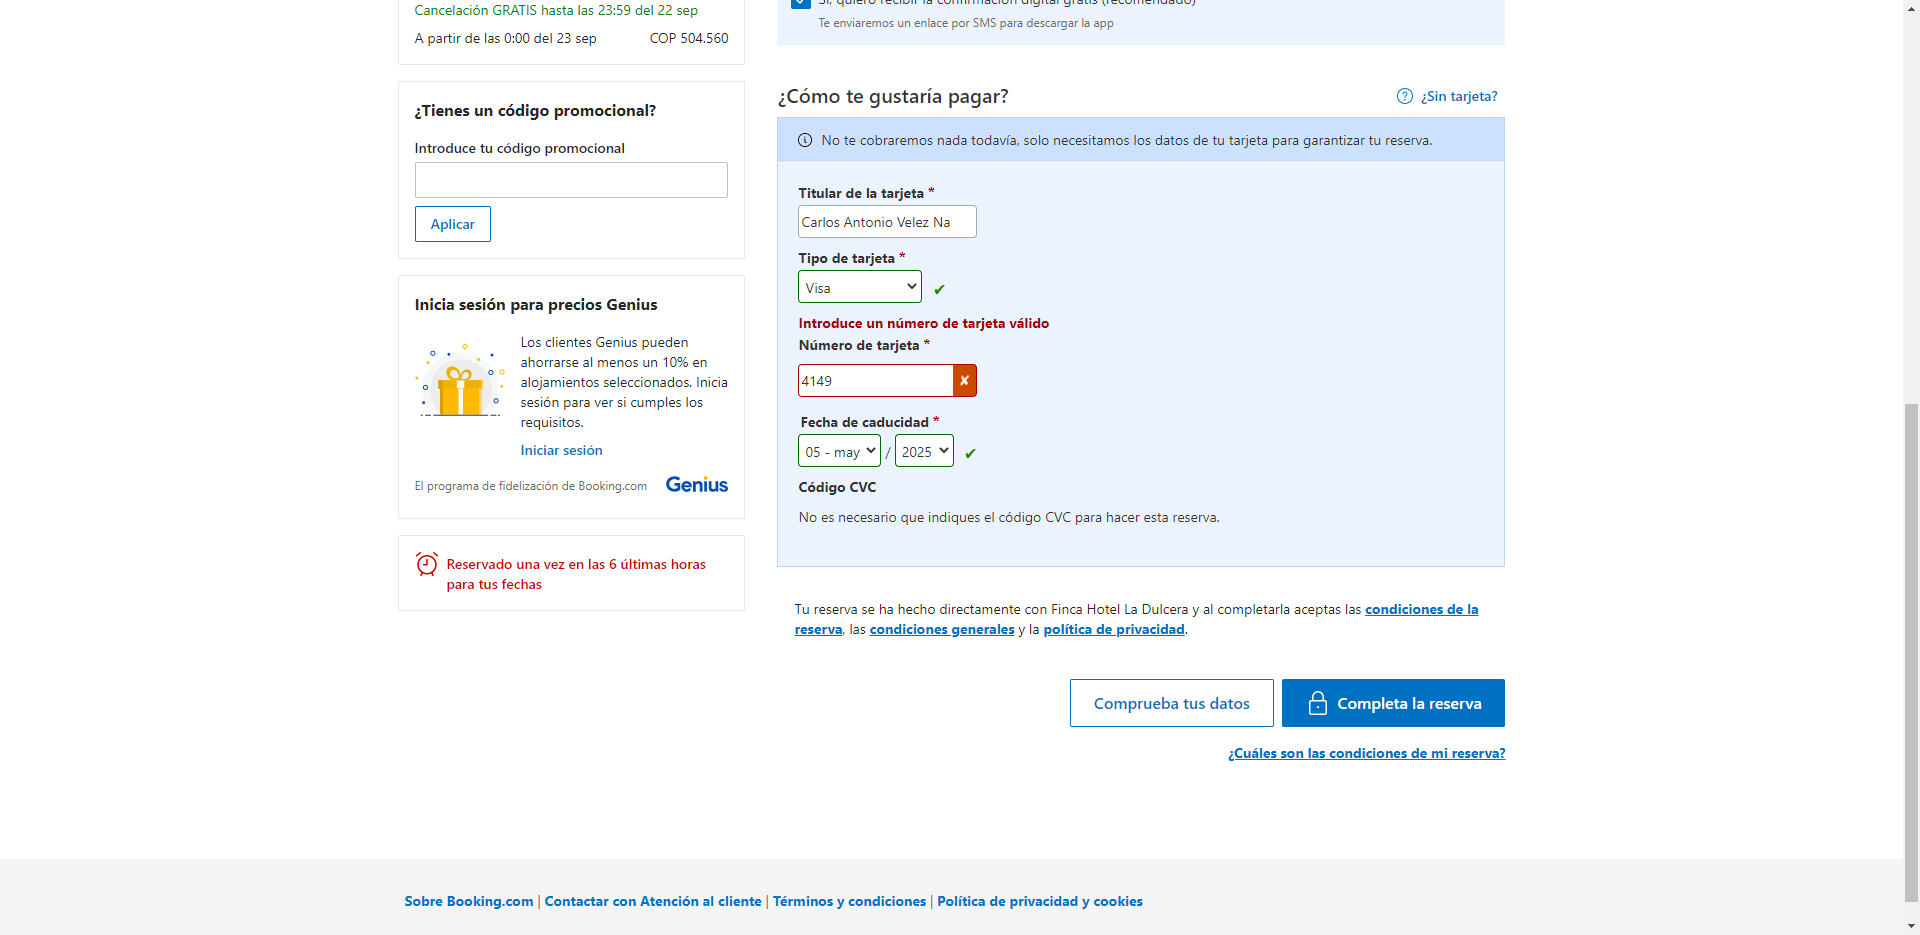 Cancelación GRATIS hasta las 23:59 del 22 sep
A partir de las 0:00 del 23 sep COP 504.560
¿Tienes un código promocional?
Introduce tu código promocional
Aplicar
Inicia sesión para precios Genius
Los clientes Genius pueden
ahorrarse al menos un 10% en
alojamientos seleccionados. Inicia
sesión para ver si cumples los
requisitos.
Iniciar sesión
El programa de fidelización de Booking.com Genius
Reservado una vez en las 6 últimas horas
para tus fechas
Sí, quiero recibir la confirmación digital gratis (recomendado)
Te enviaremos un enlace por SMS para descargar la app
¿Cómo te gustaría pagar?
¿Sin tarjeta?
No te cobraremos nada todavía, solo necesitamos los datos de tu tarjeta para garantizar tu reserva.
Titular de la tarjeta *
Carlos Antonio Velez Na
Tipo de tarjeta *
Visa
Introduce un número de tarjeta válido
Número de tarjeta *
4149
Fecha de caducidad *
05 - may / 2025
Código CVC
No es necesario que indiques el código CVC para hacer esta reserva.
Tu reserva se ha hecho directamente con Finca Hotel La Dulcera y al completarla aceptas las condiciones de la
reserva, las condiciones generales y la política de privacidad.
Comprueba tus datos
Completa la reserva
¿Cuáles son las condiciones de mi reserva?
Sobre Booking.com | Contactar con Atención al cliente | Términos y condiciones | Política de privacidad y cookies